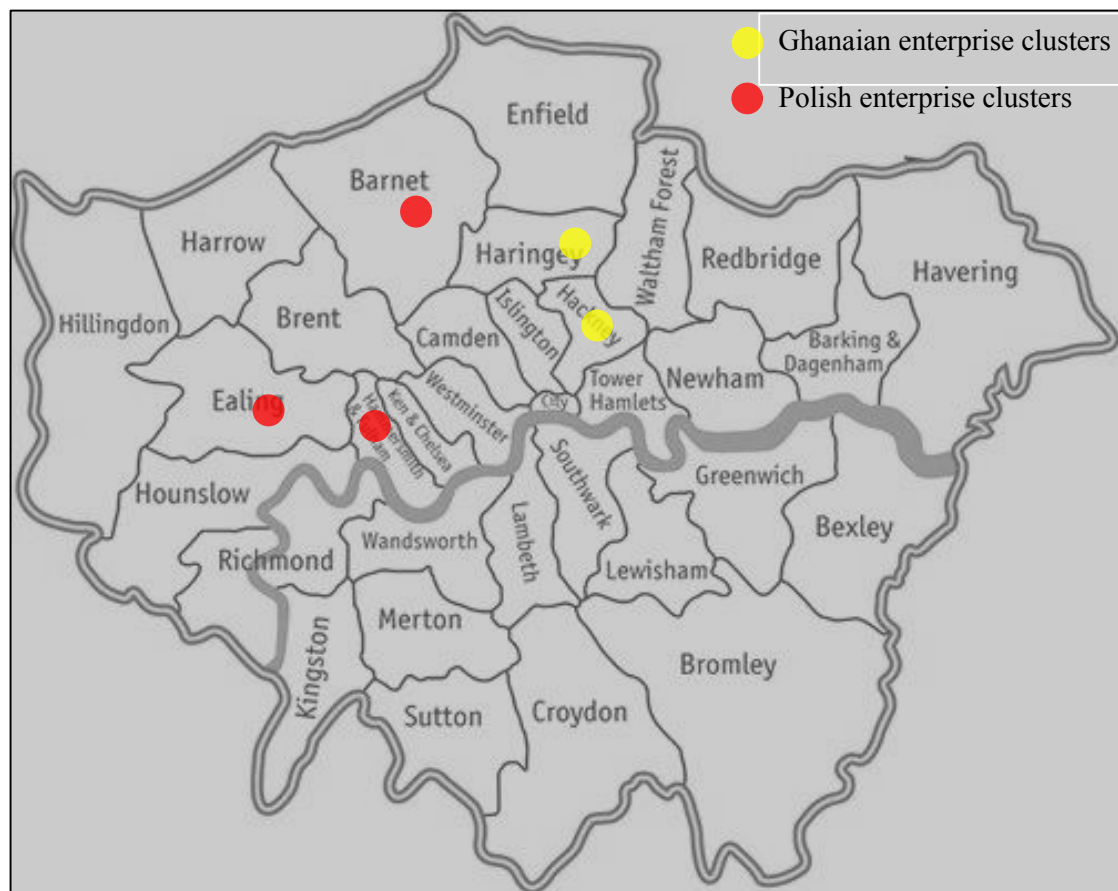 Ghanaian enterprise clusters
Polish enterprise clusters
Enfield
Barnet
Harrow
Haringey
Waltham Forest
Redbridge
Havering
Hillingdon
Brent
Camden
Islington
Hackney
Barking &
Dagenham
Ealing
Hammersmith
& Fulham
Ken & Chelsea
Westminster
City
Tower
Hamlets
Newham
Hounslow
Southwark
Greenwich
Bexley
Richmond
Wandsworth
Lambeth
Lewisham
Merton
Kingston
Bromley
Sutton
Croydon